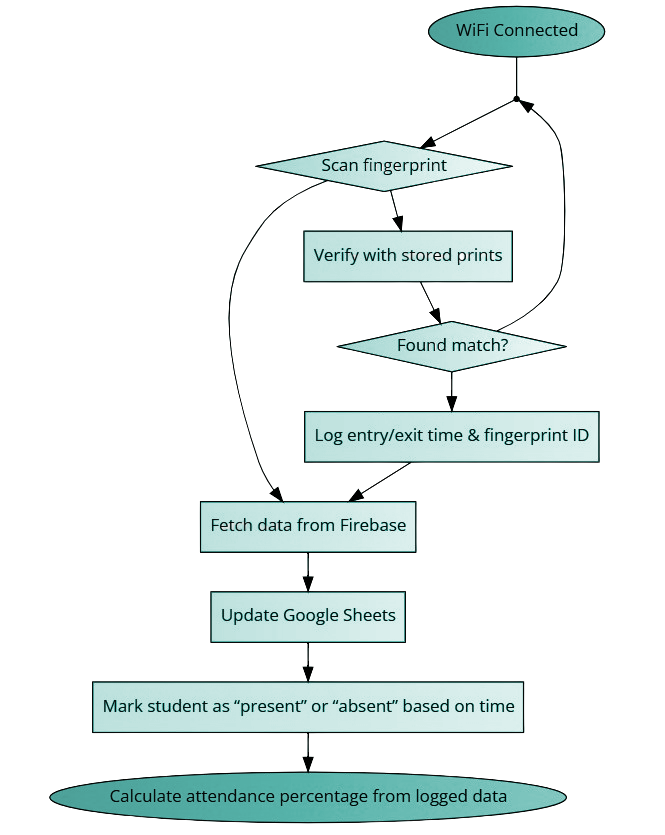 WiFi Connected
Scan fingerprint
Verify with stored prints
Found match?
Log entry/exit time & fingerprint ID
Fetch data from Firebase
Update Google Sheets
Mark student as “present” or “absent” based on time
Calculate attendance percentage from logged data